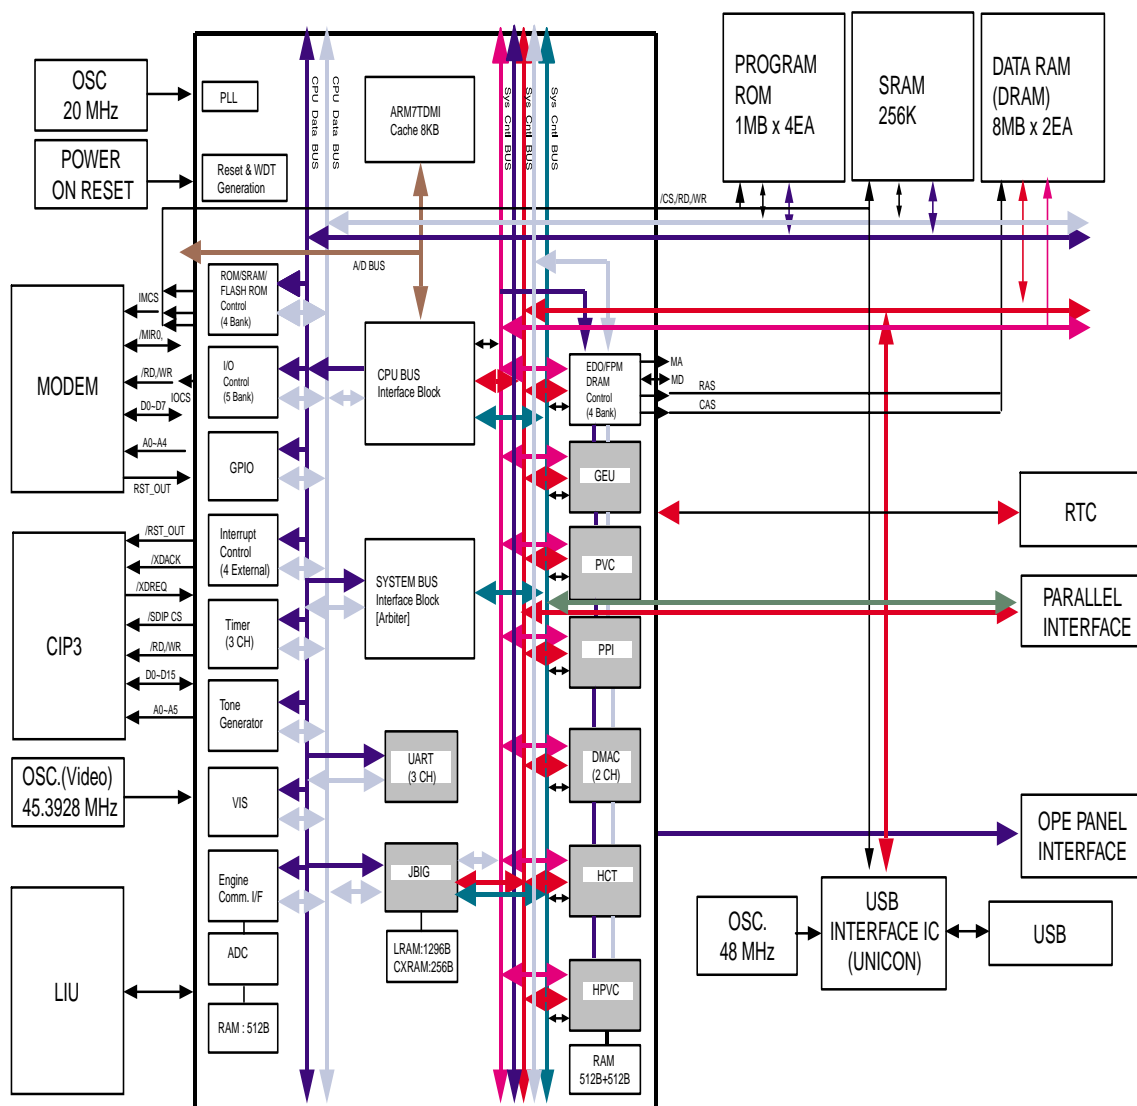 OSC
20 MHz
PLL
POWER
ON RESET
Reset & WDT
Generation
CPU Data BUS
CPU Data BUS
ARM7TDMI
Cache 8KB
Sys Cntl BUS
Sys Cntl BUS
PROGRAM
ROM
1MB x 4EA
SRAM
256K
DATA RAM
(DRAM)
8MB x 2EA
/CS,/RD,/WR
A/D BUS
MODEM
IMCS
/MIR0,
/RD,/WR
IOCS
D0~D7
A0~A4
RST_OUT
ROM/SRAM/
FLASH ROM
Control
(4 Bank)
I/O
Control
(5 Bank)
GPIO
CPU BUS
Interface Block
EDO/FPM
DRAM
Control
(4 Bank)
MA
MD
RAS
CAS
GEU
RTC
CIP3
/RST_OUT
/XDACK
/XDREQ
/SDIP CS
/RD,/WR
D0~D15
A0~A5
Interrupt
Control
(4 External)
Timer
(3 CH)
Tone
Generator
SYSTEM BUS
Interface Block
[Arbiter]
PVC
PPI
PARALLEL
INTERFACE
OSC.(Video)
45.3928 MHz
VIS
UART
(3 CH)
DMAC
(2 CH)
OPE PANEL
INTERFACE
Engine
Comm. I/F
JBIG
HCT
LRAM:1296B
CXRAM:256B
LIU
ADC
RAM : 512B
HPVC
RAM
512B+512B
OSC.
48 MHz
USB
INTERFACE IC
(UNICON)
USB